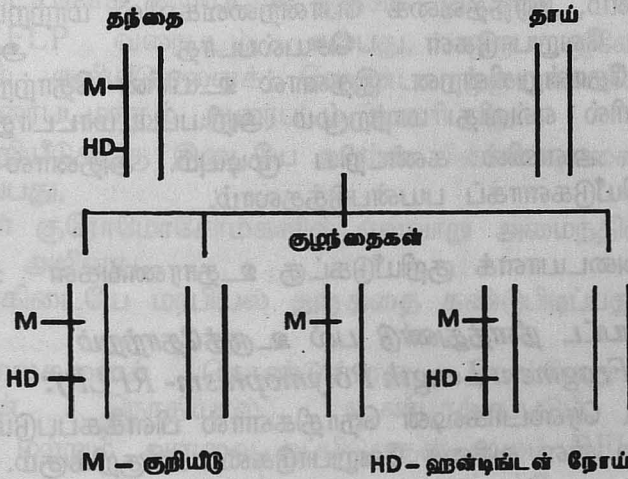 தந்தை தாய்
M
HD
குழந்தைகள்
M M M
HD HD
M – குறியீடு HD – ஹன்டிங்டன் நோய்